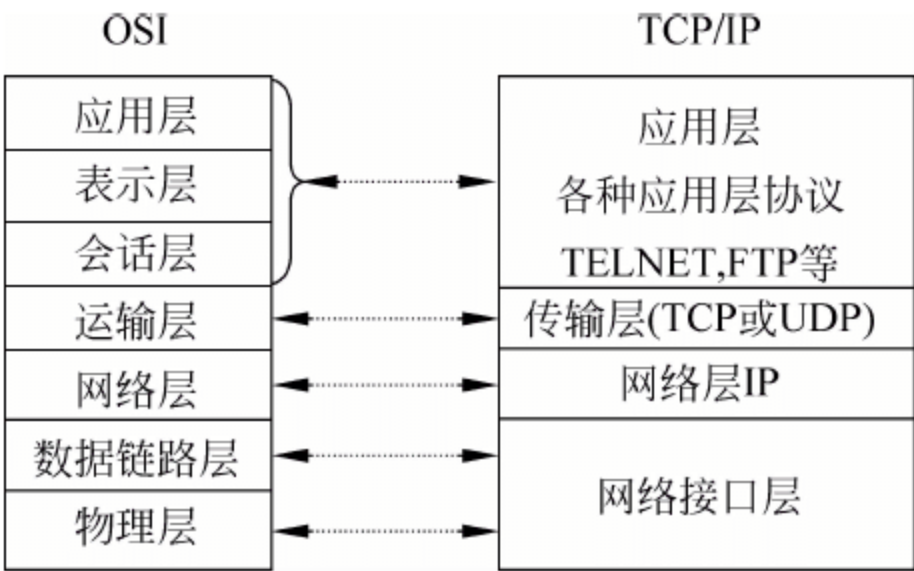 OSI
TCP/IP
应用层
表示层
会话层
运输层
网络层
数据链路层
物理层
应用层
各种应用层协议
TELNET,FTP等
传输层(TCP或UDP)
网络层IP
网络接口层